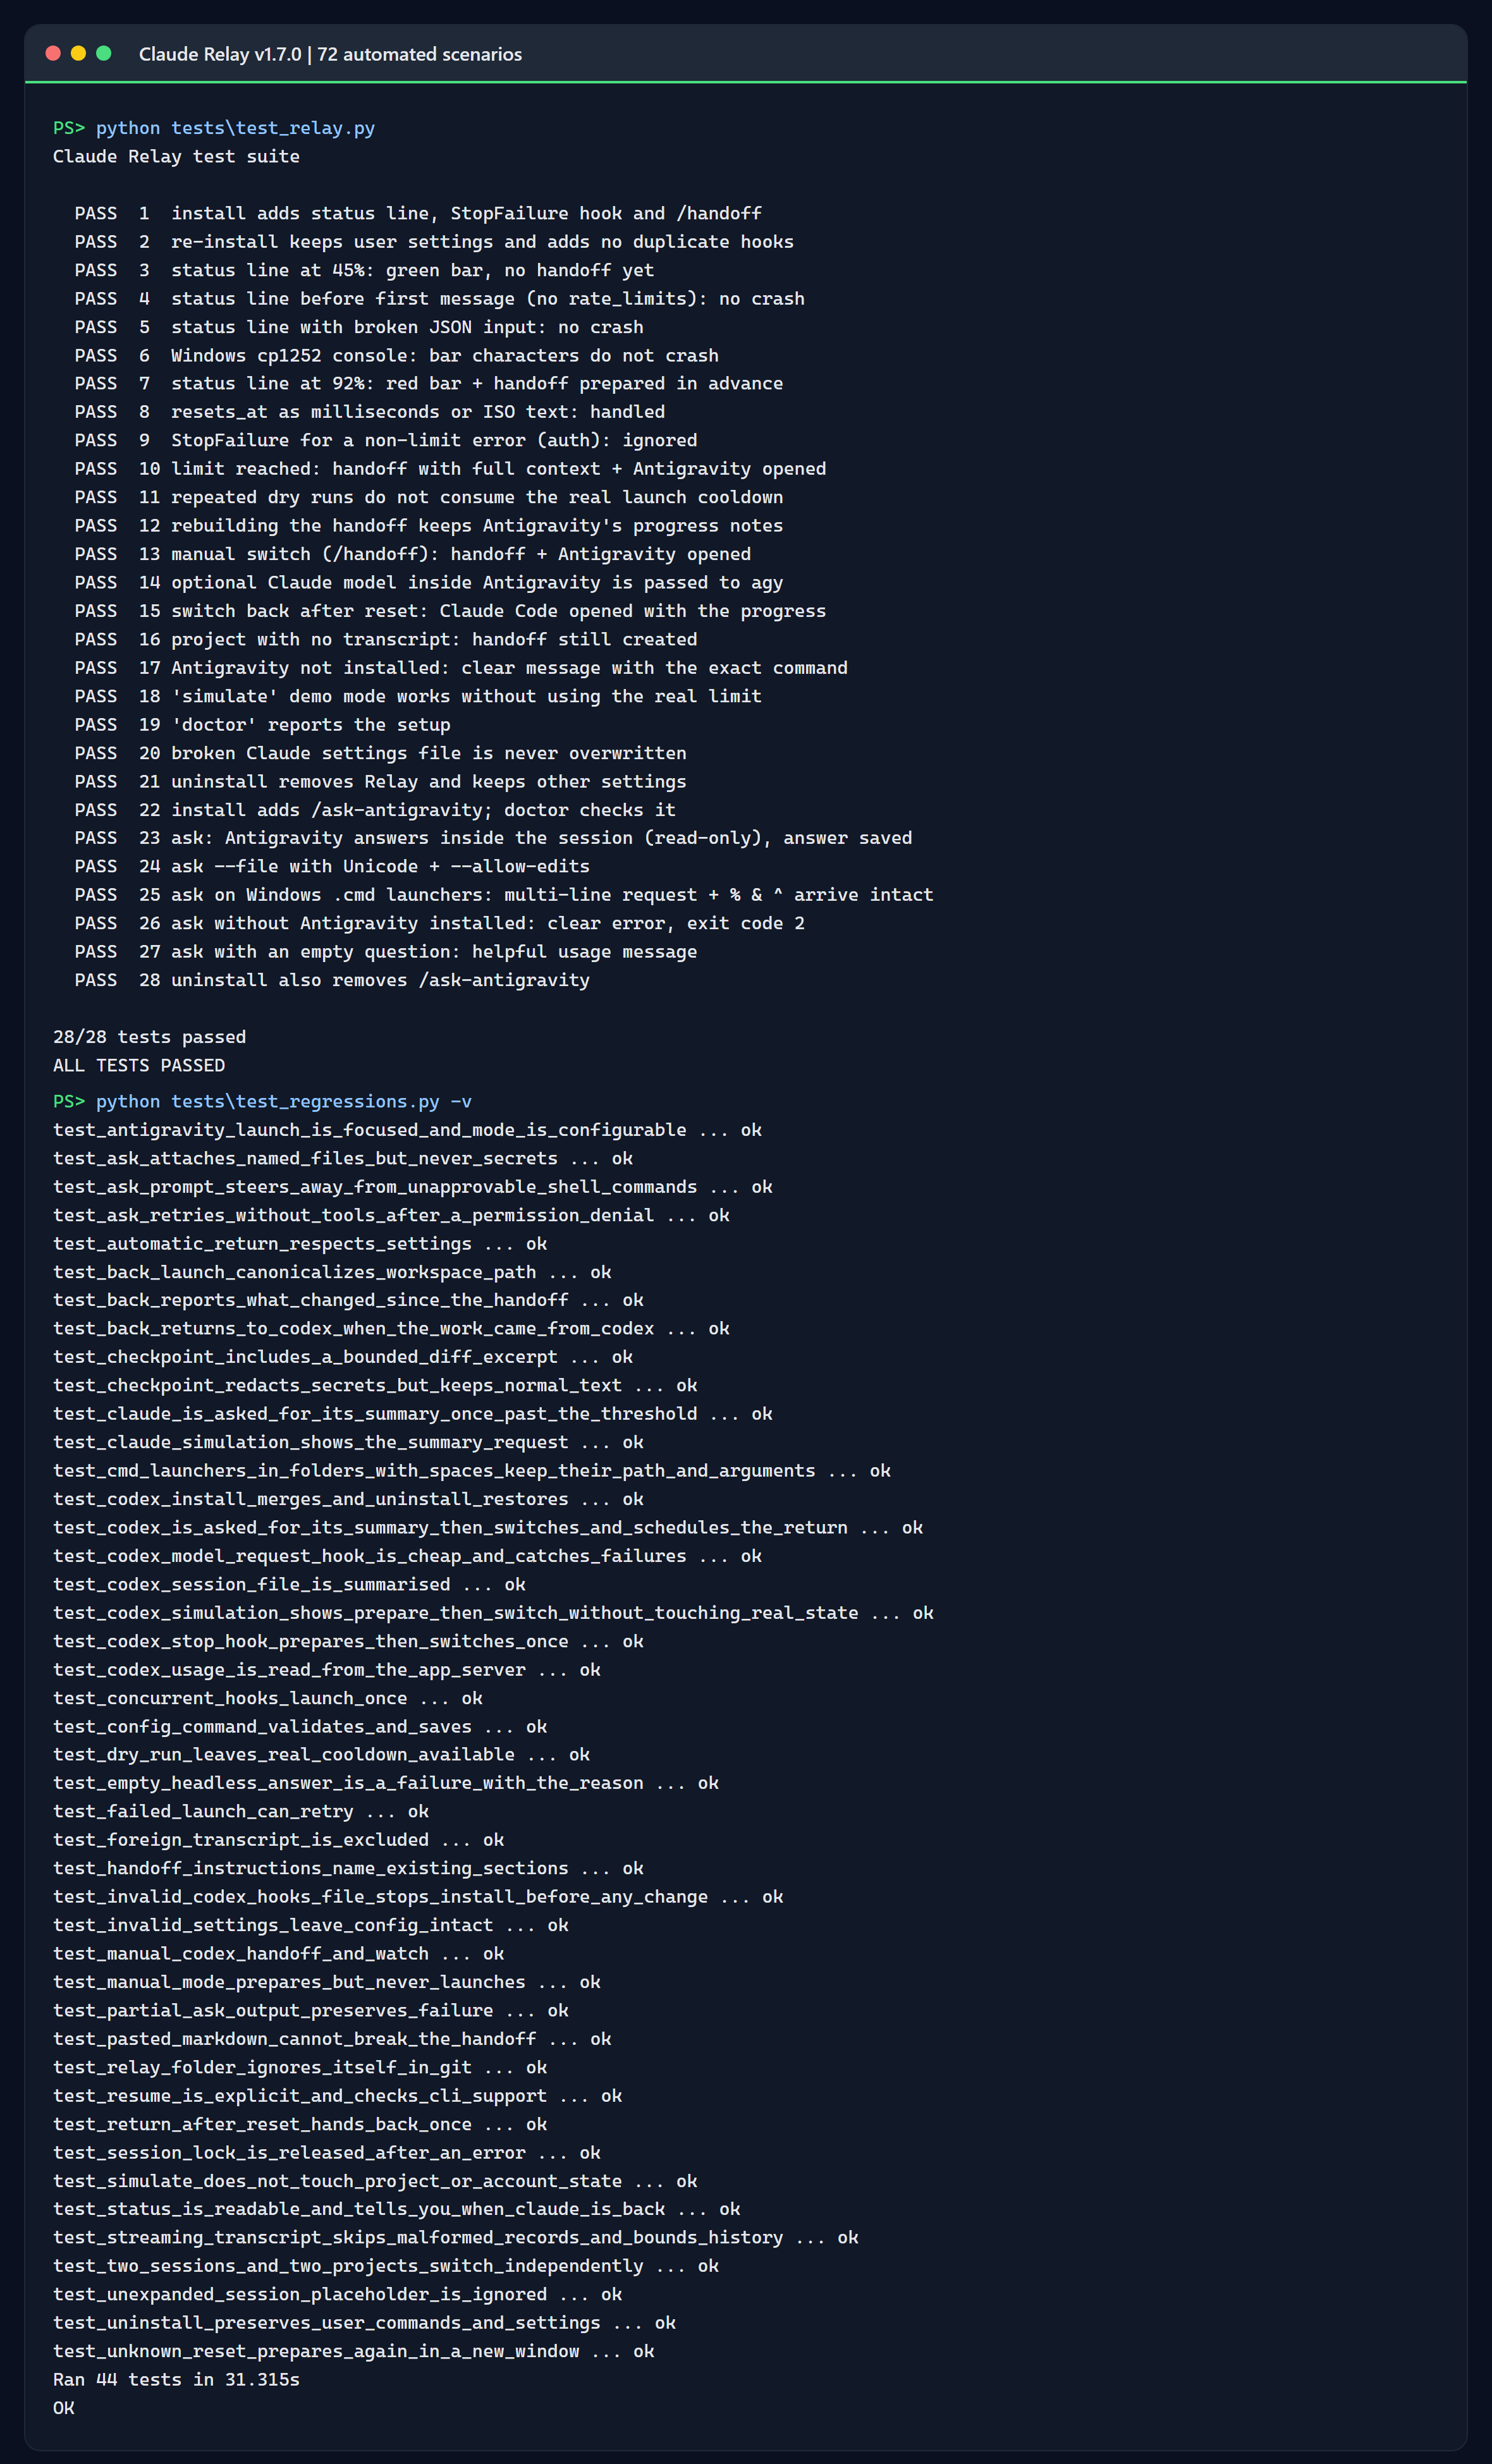 Claude Relay v1.7.0 | 72 automated scenarios
PS> python tests\test_relay.py
Claude Relay test suite
PASS 1 install adds status line, StopFailure hook and /handoff
PASS 2 re-install keeps user settings and adds no duplicate hooks
PASS 3 status line at 45%: green bar, no handoff yet
PASS 4 status line before first message (no rate_limits): no crash
PASS 5 status line with broken JSON input: no crash
PASS 6 Windows cp1252 console: bar characters do not crash
PASS 7 status line at 92%: red bar + handoff prepared in advance
PASS 8 resets_at as milliseconds or ISO text: handled
PASS 9 StopFailure for a non-limit error (auth): ignored
PASS 10 limit reached: handoff with full context + Antigravity opened
PASS 11 repeated dry runs do not consume the real launch cooldown
PASS 12 rebuilding the handoff keeps Antigravity's progress notes
PASS 13 manual switch (/handoff): handoff + Antigravity opened
PASS 14 optional Claude model inside Antigravity is passed to agy
PASS 15 switch back after reset: Claude Code opened with the progress
PASS 16 project with no transcript: handoff still created
PASS 17 Antigravity not installed: clear message with the exact command
PASS 18 'simulate' demo mode works without using the real limit
PASS 19 'doctor' reports the setup
PASS 20 broken Claude settings file is never overwritten
PASS 21 uninstall removes Relay and keeps other settings
PASS 22 install adds /ask-antigravity; doctor checks it
PASS 23 ask: Antigravity answers inside the session (read-only), answer saved
PASS 24 ask --file with Unicode + --allow-edits
PASS 25 ask on Windows .cmd launchers: multi-line request + % & ^ arrive intact
PASS 26 ask without Antigravity installed: clear error, exit code 2
PASS 27 ask with an empty question: helpful usage message
PASS 28 uninstall also removes /ask-antigravity
28/28 tests passed
ALL TESTS PASSED
PS> python tests\test_regressions.py -v
test_antigravity_launch_is_focused_and_mode_is_configurable ... ok
test_ask_attaches_named_files_but_never_secrets ... ok
test_ask_prompt_steers_away_from_unapprovable_shell_commands ... ok
test_ask_retries_without_tools_after_a_permission_denial ... ok
test_automatic_return_respects_settings ... ok
test_back_launch_canonicalizes_workspace_path ... ok
test_back_reports_what_changed_since_the_handoff ... ok
test_back_returns_to_codex_when_the_work_came_from_codex ... ok
test_checkpoint_includes_a_bounded_diff_excerpt ... ok
test_checkpoint_redacts_secrets_but_keeps_normal_text ... ok
test_claude_is_asked_for_its_summary_once_past_the_threshold ... ok
test_claude_simulation_shows_the_summary_request ... ok
test_cmd_launchers_in_folders_with_spaces_keep_their_path_and_arguments ... ok
test_codex_install_merges_and_uninstall_restores ... ok
test_codex_is_asked_for_its_summary_then_switches_and_schedules_the_return ... ok
test_codex_model_request_hook_is_cheap_and_catches_failures ... ok
test_codex_session_file_is_summarised ... ok
test_codex_simulation_shows_prepare_then_switch_without_touching_real_state ... ok
test_codex_stop_hook_prepares_then_switches_once ... ok
test_codex_usage_is_read_from_the_app_server ... ok
test_concurrent_hooks_launch_once ... ok
test_config_command_validates_and_saves ... ok
test_dry_run_leaves_real_cooldown_available ... ok
test_empty_headless_answer_is_a_failure_with_the_reason ... ok
test_failed_launch_can_retry ... ok
test_foreign_transcript_is_excluded ... ok
test_handoff_instructions_name_existing_sections ... ok
test_invalid_codex_hooks_file_stops_install_before_any_change ... ok
test_invalid_settings_leave_config_intact ... ok
test_manual_codex_handoff_and_watch ... ok
test_manual_mode_prepares_but_never_launches ... ok
test_partial_ask_output_preserves_failure ... ok
test_pasted_markdown_cannot_break_the_handoff ... ok
test_relay_folder_ignores_itself_in_git ... ok
test_resume_is_explicit_and_checks_cli_support ... ok
test_return_after_reset_hands_back_once ... ok
test_session_lock_is_released_after_an_error ... ok
test_simulate_does_not_touch_project_or_account_state ... ok
test_status_is_readable_and_tells_you_when_claude_is_back ... ok
test_streaming_transcript_skips_malformed_records_and_bounds_history ... ok
test_two_sessions_and_two_projects_switch_independently ... ok
test_unexpanded_session_placeholder_is_ignored ... ok
test_uninstall_preserves_user_commands_and_settings ... ok
test_unknown_reset_prepares_again_in_a_new_window ... ok
Ran 44 tests in 31.315s
OK